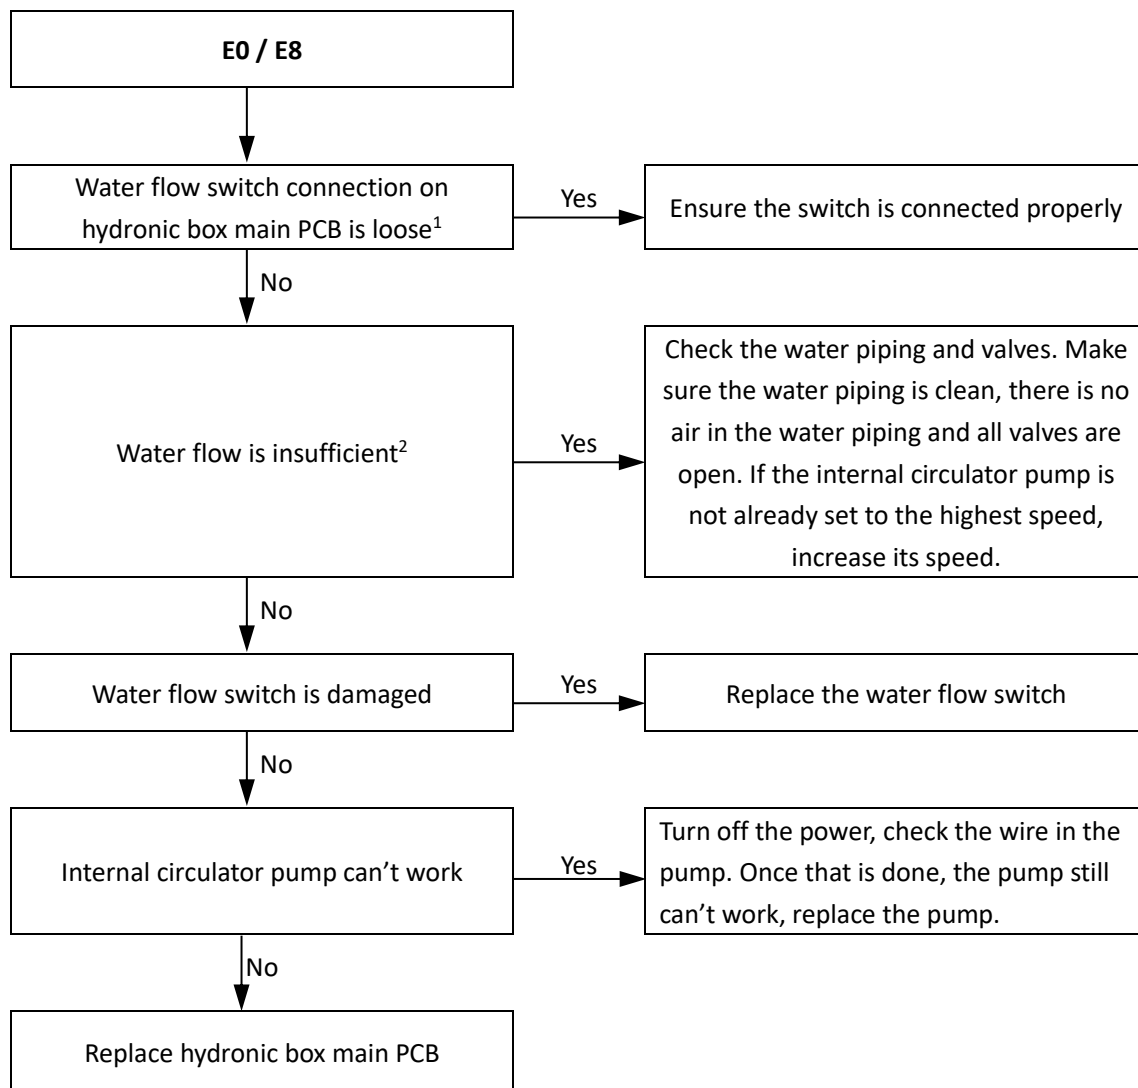 E0 / E8
Water flow switch connection on
hydronic box main PCB is loose¹
Yes
Ensure the switch is connected properly
No
Water flow is insufficient²
Yes
Check the water piping and valves. Make
sure the water piping is clean, there is no
air in the water piping and all valves are
open. If the internal circulator pump is
not already set to the highest speed,
increase its speed.
No
Water flow switch is damaged
Yes
Replace the water flow switch
No
Internal circulator pump can’t work
Yes
Turn off the power, check the wire in the
pump. Once that is done, the pump still
can’t work, replace the pump.
No
Replace hydronic box main PCB